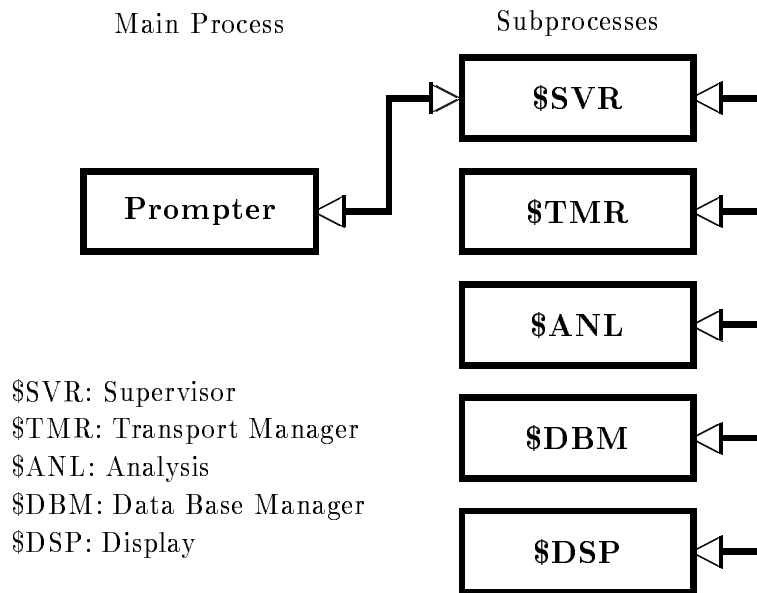 Main Process
Subprocesses
$SVR
Prompter
$TMR
$ANL
$DBM
$DSP
$SVR: Supervisor
$TMR: Transport Manager
$ANL: Analysis
$DBM: Data Base Manager
$DSP: Display